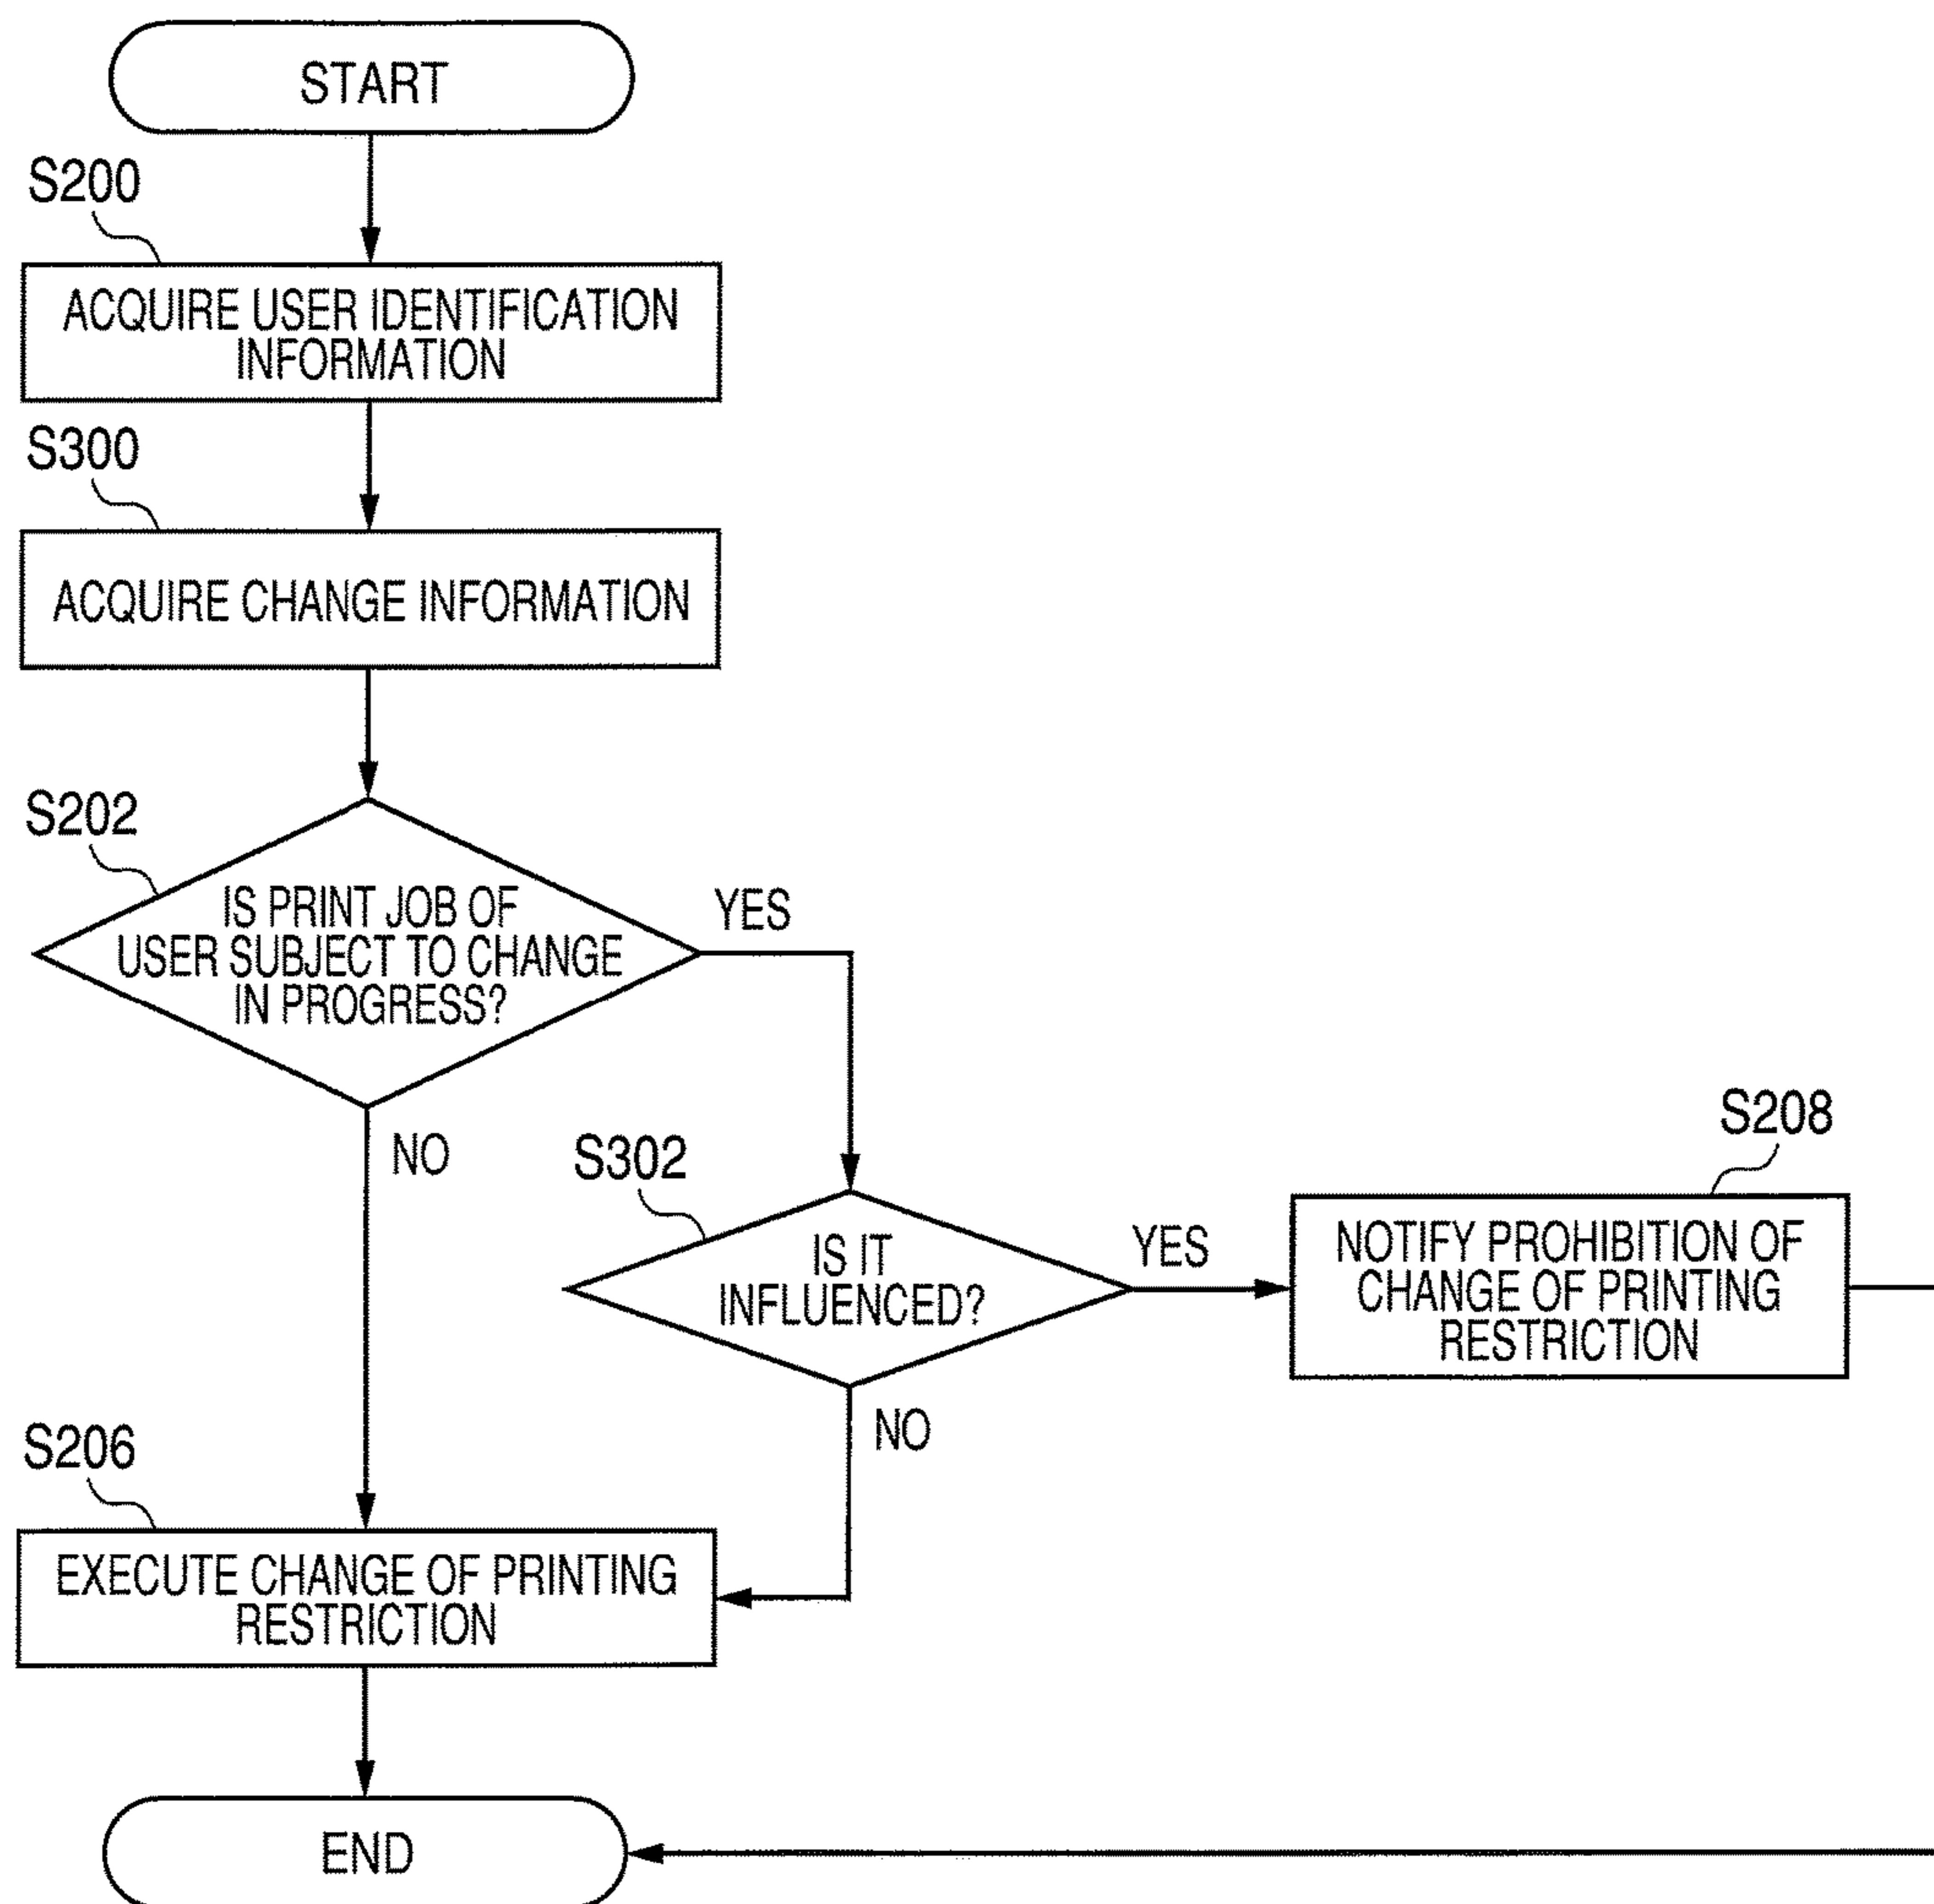 START
S200
ACQUIRE USER IDENTIFICATION
INFORMATION
S300
ACQUIRE CHANGE INFORMATION
S202
IS PRINT JOB OF
USER SUBJECT TO CHANGE
IN PROGRESS?
YES
NO
S302
IS IT
INFLUENCED?
YES
NO
S208
NOTIFY PROHIBITION OF
CHANGE OF PRINTING
RESTRICTION
S206
EXECUTE CHANGE OF PRINTING
RESTRICTION
END